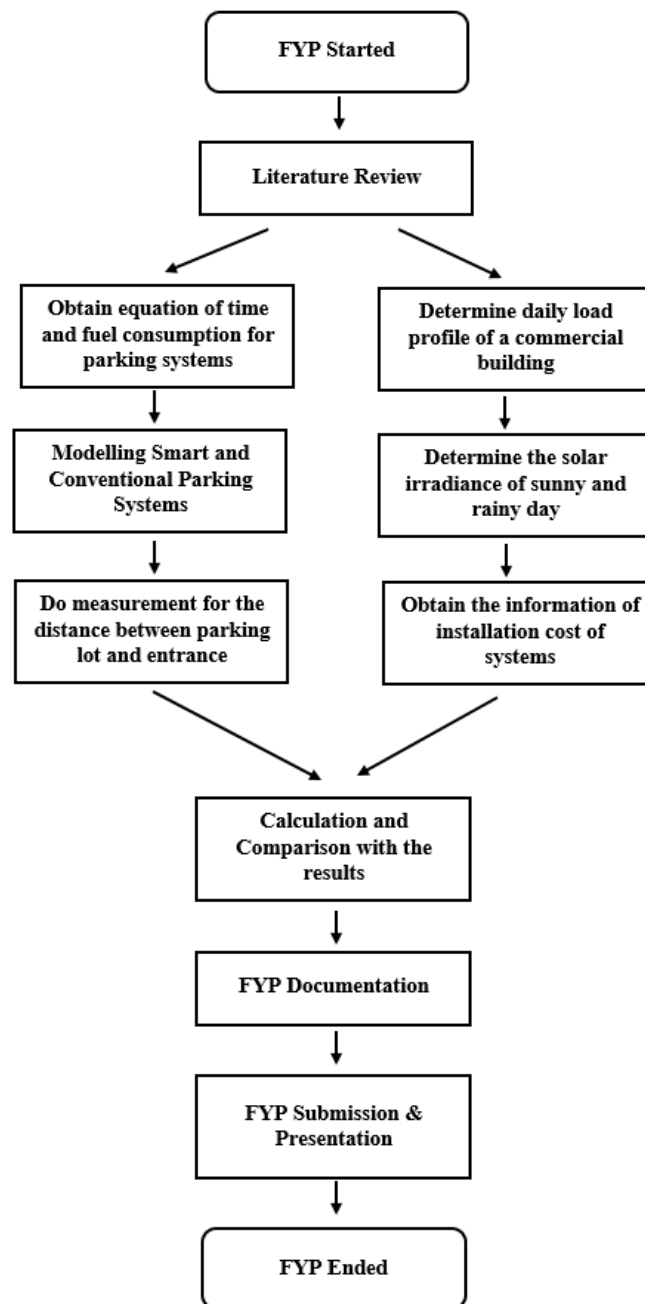 FYP Started
Literature Review
Obtain equation of time
and fuel consumption for
parking systems
Determine daily load
profile of a commercial
building
Modelling Smart and
Conventional Parking
Systems
Determine the solar
irradiance of sunny and
rainy day
Do measurement for the
distance between parking
lot and entrance
Obtain the information of
installation cost of
systems
Calculation and
Comparison with the
results
FYP Documentation
FYP Submission &
Presentation
FYP Ended